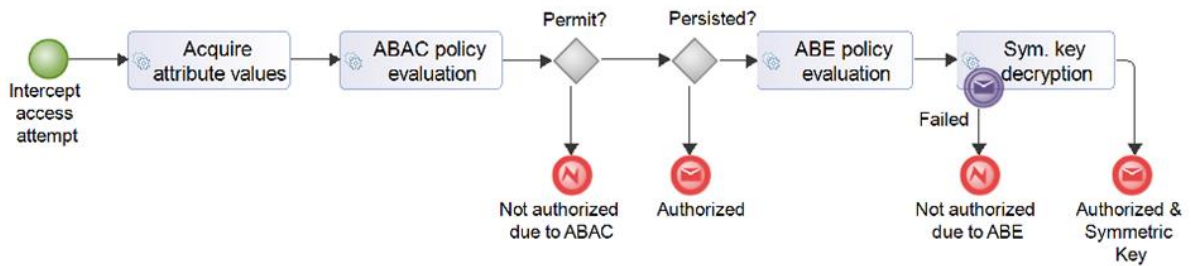 Intercept
access
attempt
Acquire
attribute values
ABAC policy
evaluation
Permit?
Not authorized
due to ABAC
Persisted?
Authorized
ABE policy
evaluation
Sym. key
decryption
Failed
Not authorized
due to ABE
Authorized &
Symmetric
Key